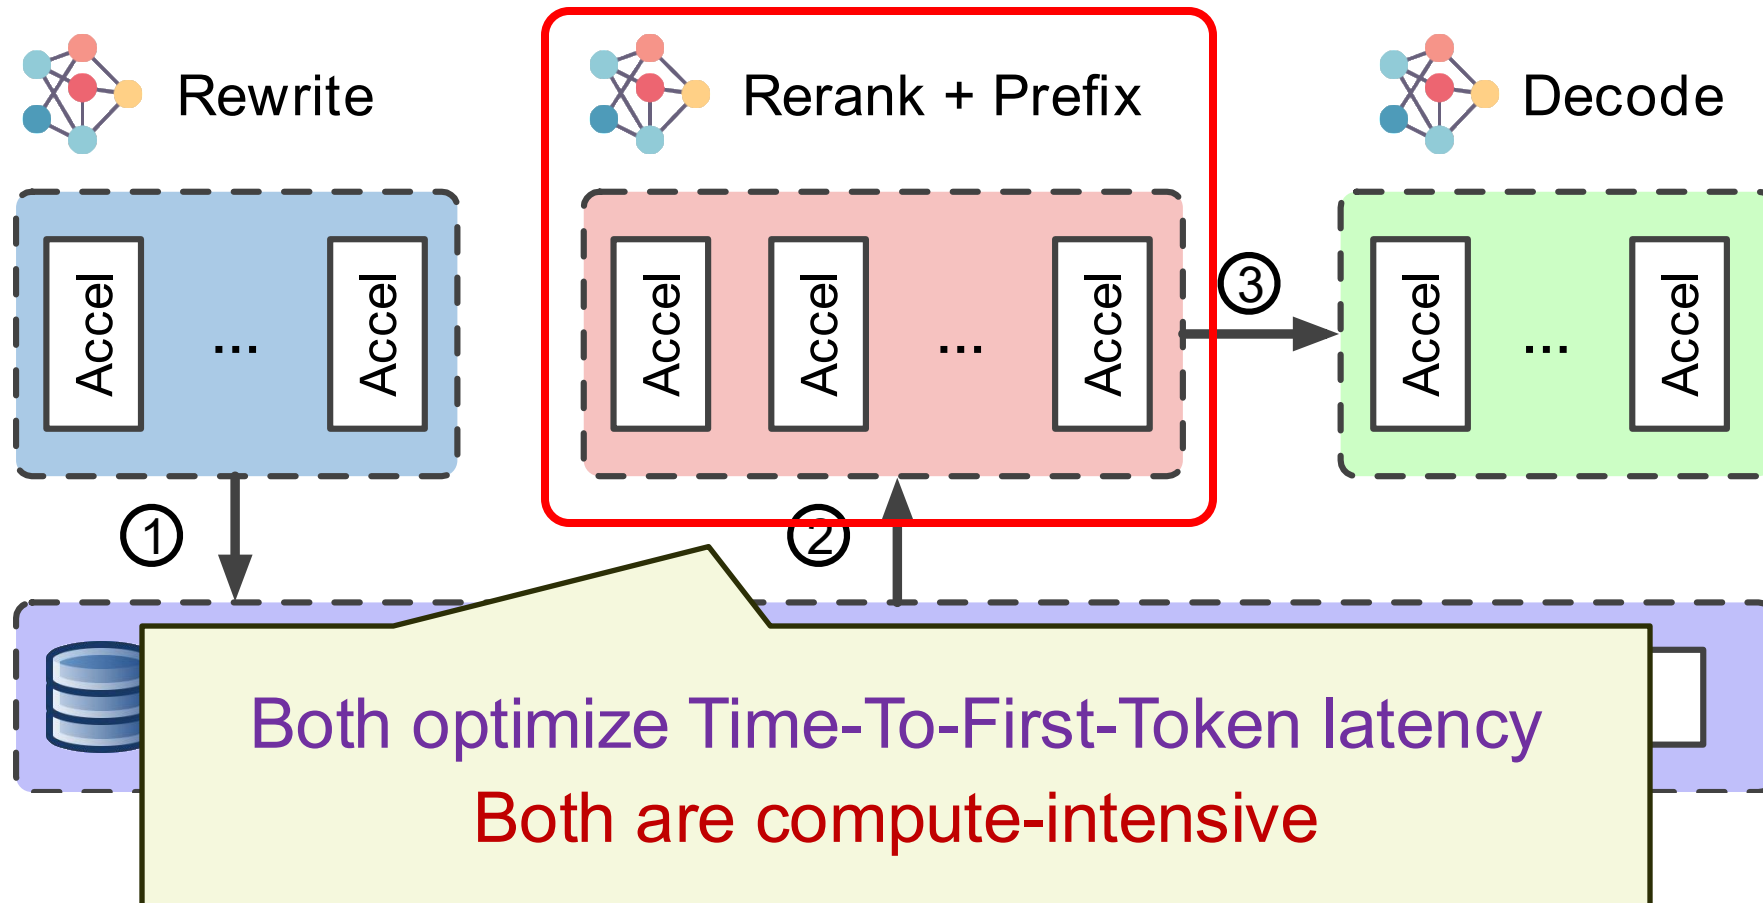 Rewrite
Rerank + Prefix
Decode
Accel
...
Accel
Accel
Accel
...
Accel
Accel
...
Accel
3
1
2
Both optimize Time-To-First-Token latency
Both are compute-intensive